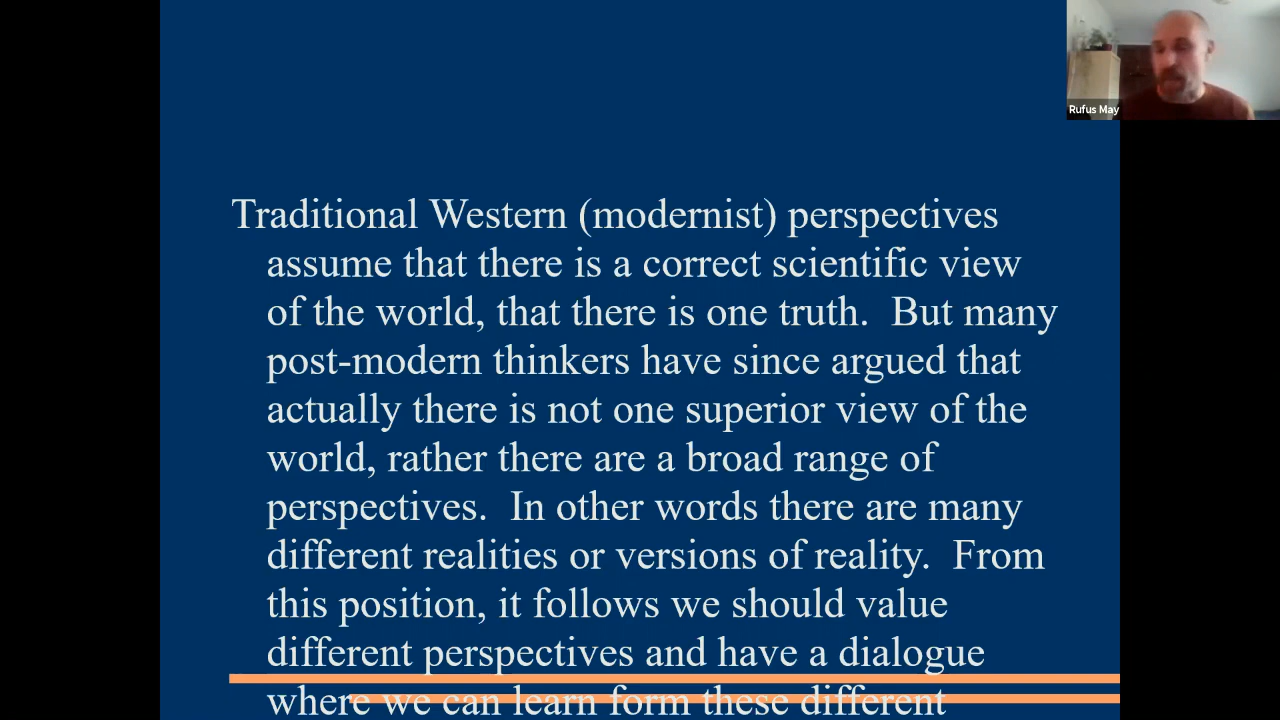 Rufus May
Traditional Western (modernist) perspectives
assume that there is a correct scientific view
of the world, that there is one truth.  But many
post-modern thinkers have since argued that
actually there is not one superior view of the
world, rather there are a broad range of
perspectives.  In other words there are many
different realities or versions of reality.  From
this position, it follows we should value
different perspectives and have a dialogue
where we can learn form these different